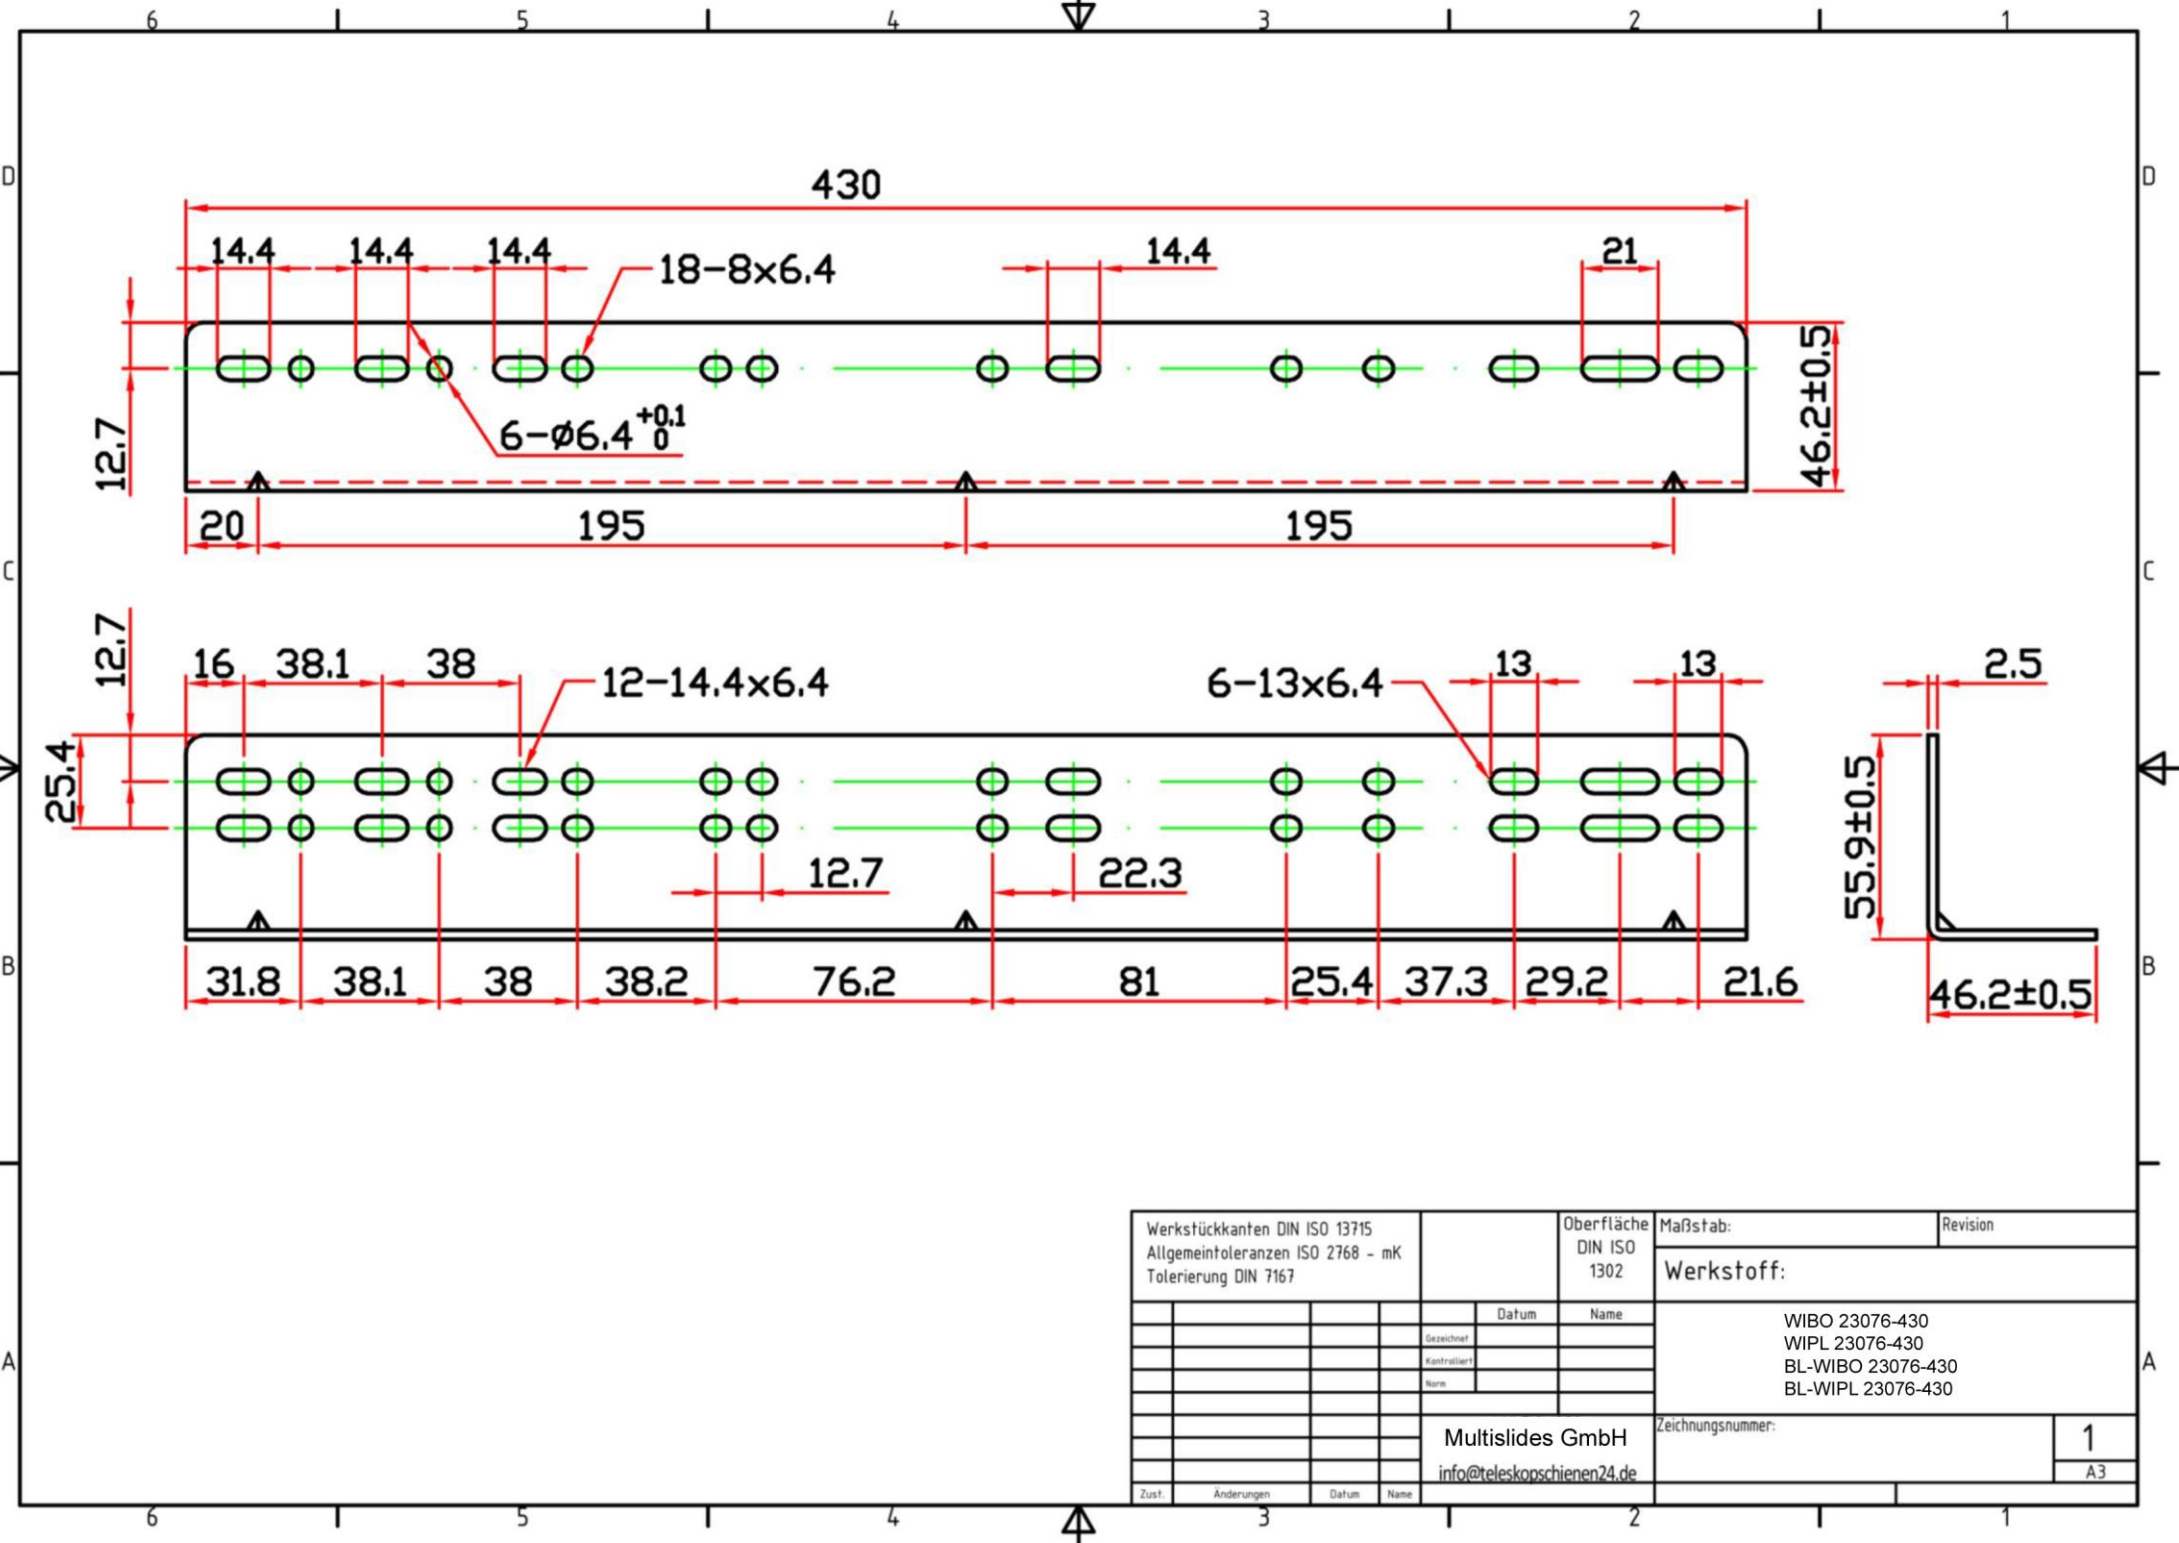 6 5 4 3 2 1
D D
430
14.4 14.4 14.4 18-8x6.4 14.4 21
12.7
6-ø6.4 +0.1 0
46.2±0.5
20 195 195
C C
12.7
16 38.1 38 12-14.4x6.4 6-13x6.4 13 13 2.5
25.4
55.9±0.5
12.7 22.3
B B
31.8 38.1 38 38.2 76.2 81 25.4 37.3 29.2 21.6 46.2±0.5
Werkstückkanten DIN ISO 13715
Allgemeintoleranzen ISO 2768 - mK
Tolerierung DIN 7167
Oberfläche
DIN ISO
1302
Maßstab:
Revision
Werkstoff:
Datum Name
Gezeichnet
Kontrolliert
Norm
WIBO 23076-430
WIPL 23076-430
BL-WIBO 23076-430
BL-WIPL 23076-430
A A
Multislides GmbH
info@teleskopschienen24.de
Zeichnungsnummer:
1
A3
Zust. Änderungen Datum Name
6 5 4 3 2 1